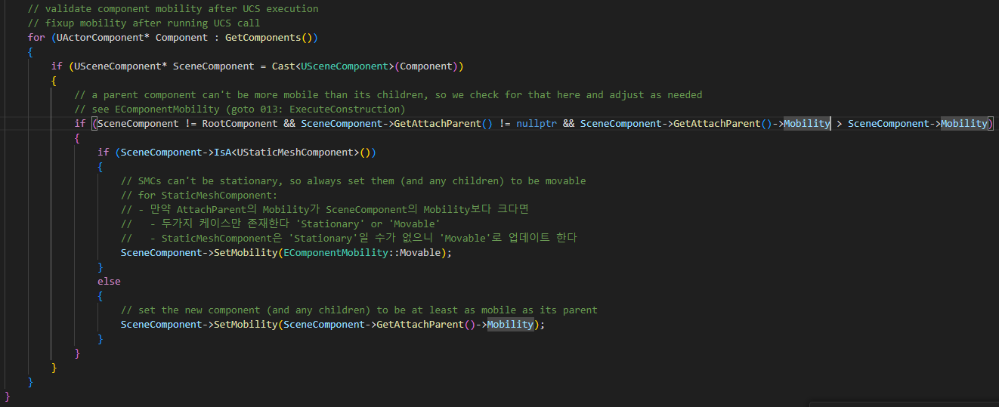 // validate component mobility after UCS execution
// fixup mobility after running UCS call
for (UActorComponent* Component : GetComponents())
{
if (USceneComponent* SceneComponent = Cast<USceneComponent>(Component))
{
// a parent component can't be more mobile than its children, so we check for that here and adjust as needed
// see EComponentMobility (goto 013: ExecuteConstruction)
if (SceneComponent != RootComponent && SceneComponent->GetAttachParent() != nullptr && SceneComponent->GetAttachParent()->Mobility > SceneComponent->Mobility)
{
if (SceneComponent->IsA<UStaticMeshComponent>())
{
// SMCs can't be stationary, so always set them (and any children) to be movable
// for StaticMeshComponent:
// - 만약 AttachParent의 Mobility가 SceneComponent의 Mobility보다 크다면
//   - 두가지 케이스만 존재한다 'Stationary' or 'Movable'
//   - StaticMeshComponent은 'Stationary'일 수가 없으니 'Movable'로 업데이트 한다
SceneComponent->SetMobility(EComponentMobility::Movable);
}
else
{
// set the new component (and any children) to be at least as mobile as its parent
SceneComponent->SetMobility(SceneComponent->GetAttachParent()->Mobility);
}
}
}
}
}